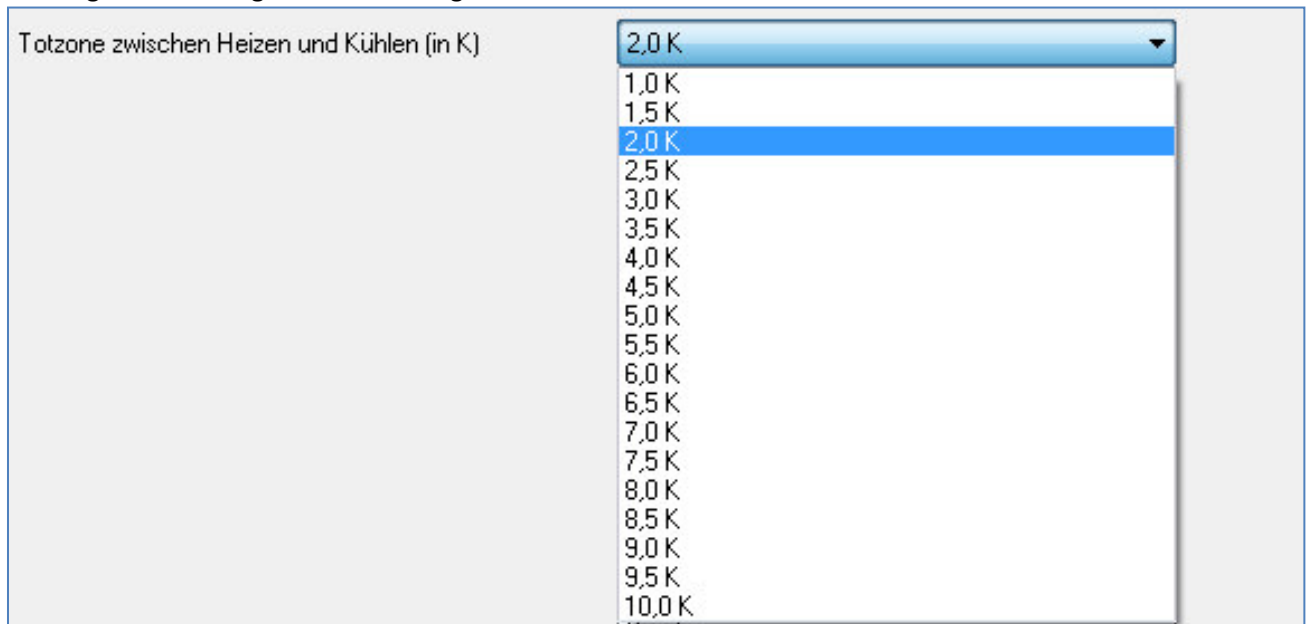 Totzone zwischen Heizen und Kühlen (in K) 2,0 K
1,0 K
1,5 K
2,0 K
2,5 K
3,0 K
3,5 K
4,0 K
4,5 K
5,0 K
5,5 K
6,0 K
6,5 K
7,0 K
7,5 K
8,0 K
8,5 K
9,0 K
9,5 K
10,0 K